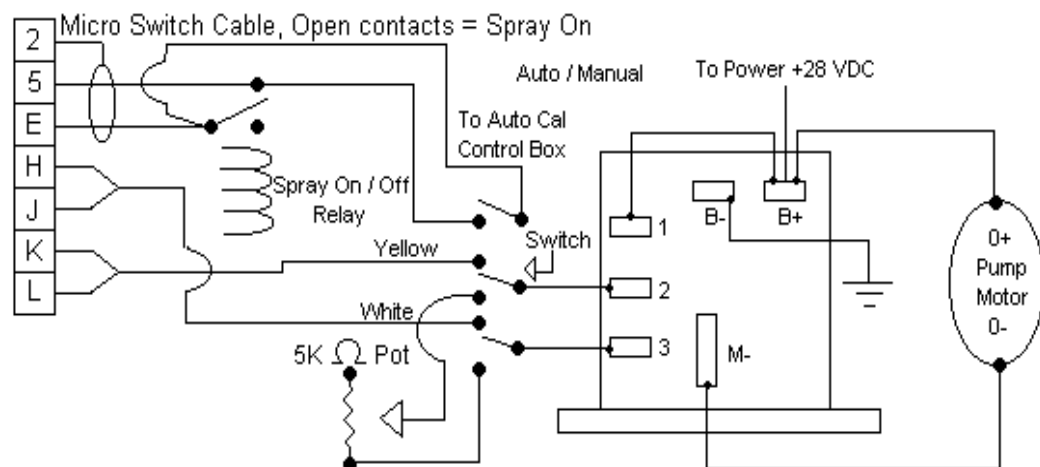 Micro Switch Cable, Open contacts = Spray On
2
5
E
H
J
K
L
Auto / Manual
To Power +28 VDC
To Auto Cal
Control Box
Spray On / Off
Relay
Switch
Yellow
White
5K Ω Pot
1
2
3
B-
B+
M-
0+
Pump
Motor
0-